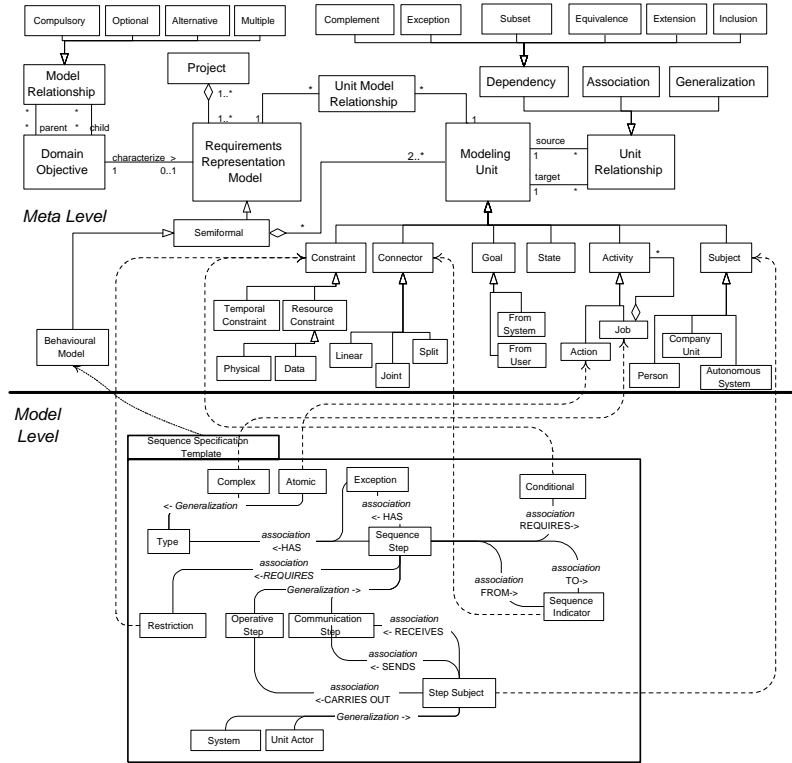 Compulsory
Optional
Alternative
Multiple
Complement
Exception
Subset
Equivalence
Extension
Inclusion
Model
Relationship
Project
Unit Model
Relationship
Dependency
Association
Generalization
* *
* parent * child
1..*
1..* 1
* *
1
Domain
Objective
characterize >
1 0..1
Requirements
Representation
Model
2..*
Modeling
Unit
source
1 *
target
1 *
Unit
Relationship
Meta Level
Semiformal
*
Constraint
Connector
Goal
State
Activity
*
Subject
Temporal
Constraint
Resource
Constraint
From
System
Job
Company
Unit
Behavioural
Model
Physical
Data
Linear
Joint
Split
From
User
Action
Person
Autonomous
System
Model
Level
Sequence Specification
Template
Complex
Atomic
Exception
Conditional
<- Generalization
association
<- HAS
association
REQUIRES->
Type
association
<-HAS
Sequence
Step
association
<-REQUIRES
association
FROM->
association
TO->
Generalization ->
Sequence
Indicator
Restriction
Operative
Step
Communication
Step
association
<- RECEIVES
association
<- SENDS
association
<-CARRIES OUT
Step Subject
Generalization ->
System
Unit Actor